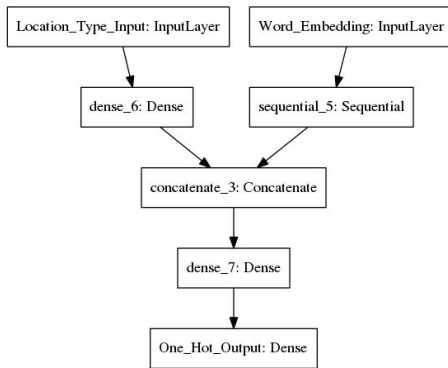 Location_Type_Input: InputLayer
Word_Embedding: InputLayer
dense_6: Dense
sequential_5: Sequential
concatenate_3: Concatenate
dense_7: Dense
One_Hot_Output: Dense